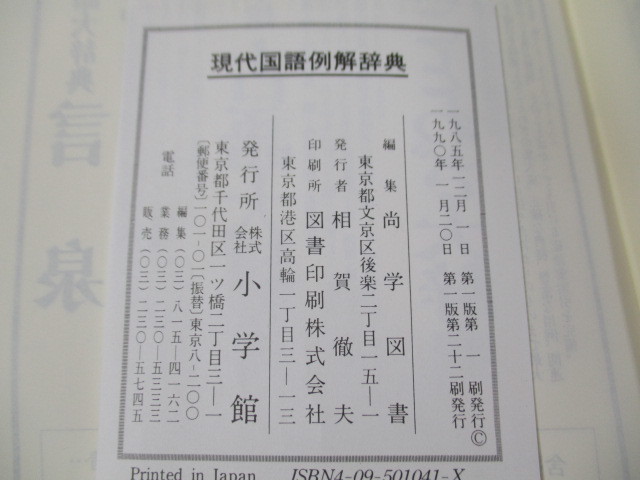 現代国語例解辞典
一九八五年一二月 一日 第一版第 一 刷発行©
一九九〇年 一月二〇日 第一版第二十二刷発行
編集 尚学図書
東京都文京区後楽二丁目一五―一
発行者 相賀徹夫
印刷所 図書印刷株式会社
東京都港区高輪一丁目三―一三
発行所 株式会社 小学館
東京都千代田区一ツ橋二丁目三―一
〔郵便番号〕一〇一―〇一〔振替〕東京八―二〇〇
電話
編集(〇三)八一五―四一六二
業務(〇三)二三〇―五三三三
販売(〇三)二三〇―五七四五
Printed in Japan ISBN4-09-501041-X
大辞典
言泉